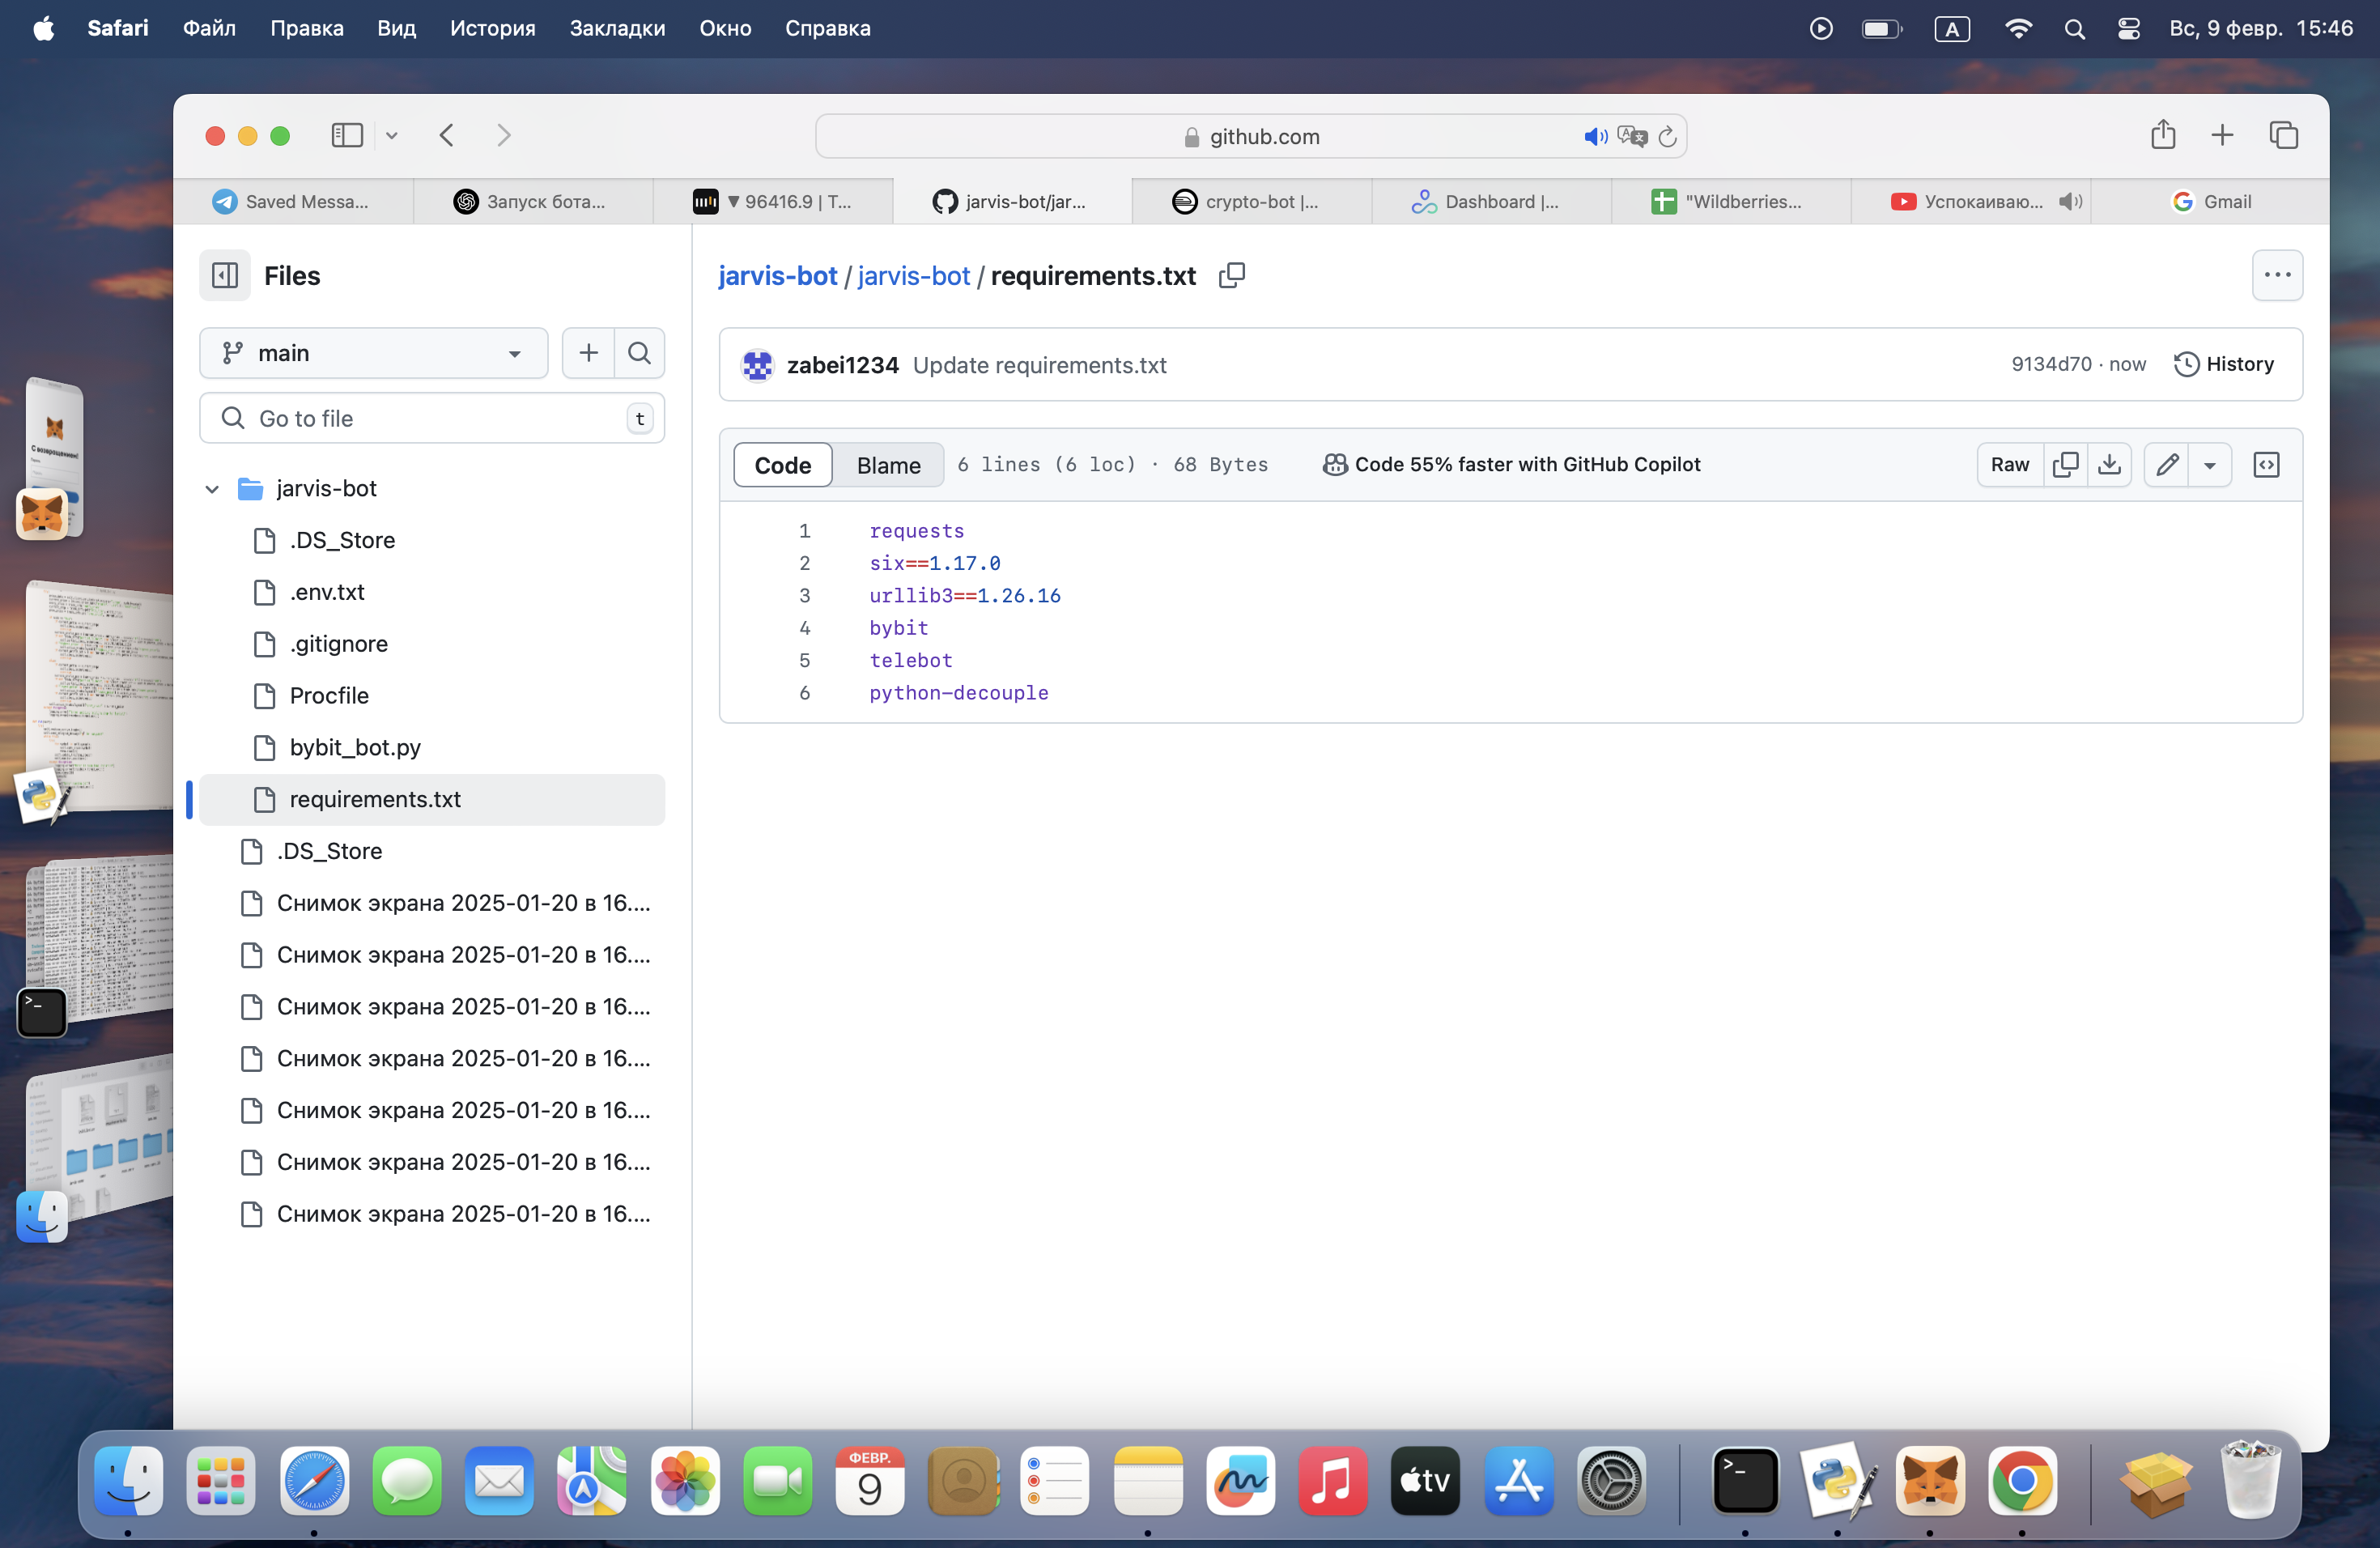 Safari Файл Правка Вид История Закладки Окно Справка A Вс, 9 февр. 15:46
github.com
Saved Messa... Запуск бота... ▼ 96416.9 | T... jarvis-bot/jar... crypto-bot |... Dashboard |... "Wildberries... Успокаиваю... Gmail
Files
main
Go to file t
jarvis-bot
.DS_Store
.env.txt
.gitignore
Procfile
bybit_bot.py
requirements.txt
.DS_Store
Снимок экрана 2025-01-20 в 16....
Снимок экрана 2025-01-20 в 16....
Снимок экрана 2025-01-20 в 16....
Снимок экрана 2025-01-20 в 16....
Снимок экрана 2025-01-20 в 16....
Снимок экрана 2025-01-20 в 16....
Снимок экрана 2025-01-20 в 16....
jarvis-bot / jarvis-bot / requirements.txt
zabei1234 Update requirements.txt 9134d70 · now History
Code Blame 6 lines (6 loc) · 68 Bytes Code 55% faster with GitHub Copilot Raw
1 requests
2 six==1.17.0
3 urllib3==1.26.16
4 bybit
5 telebot
6 python-decouple
С возвращением!
ФЕВР.
9
tv